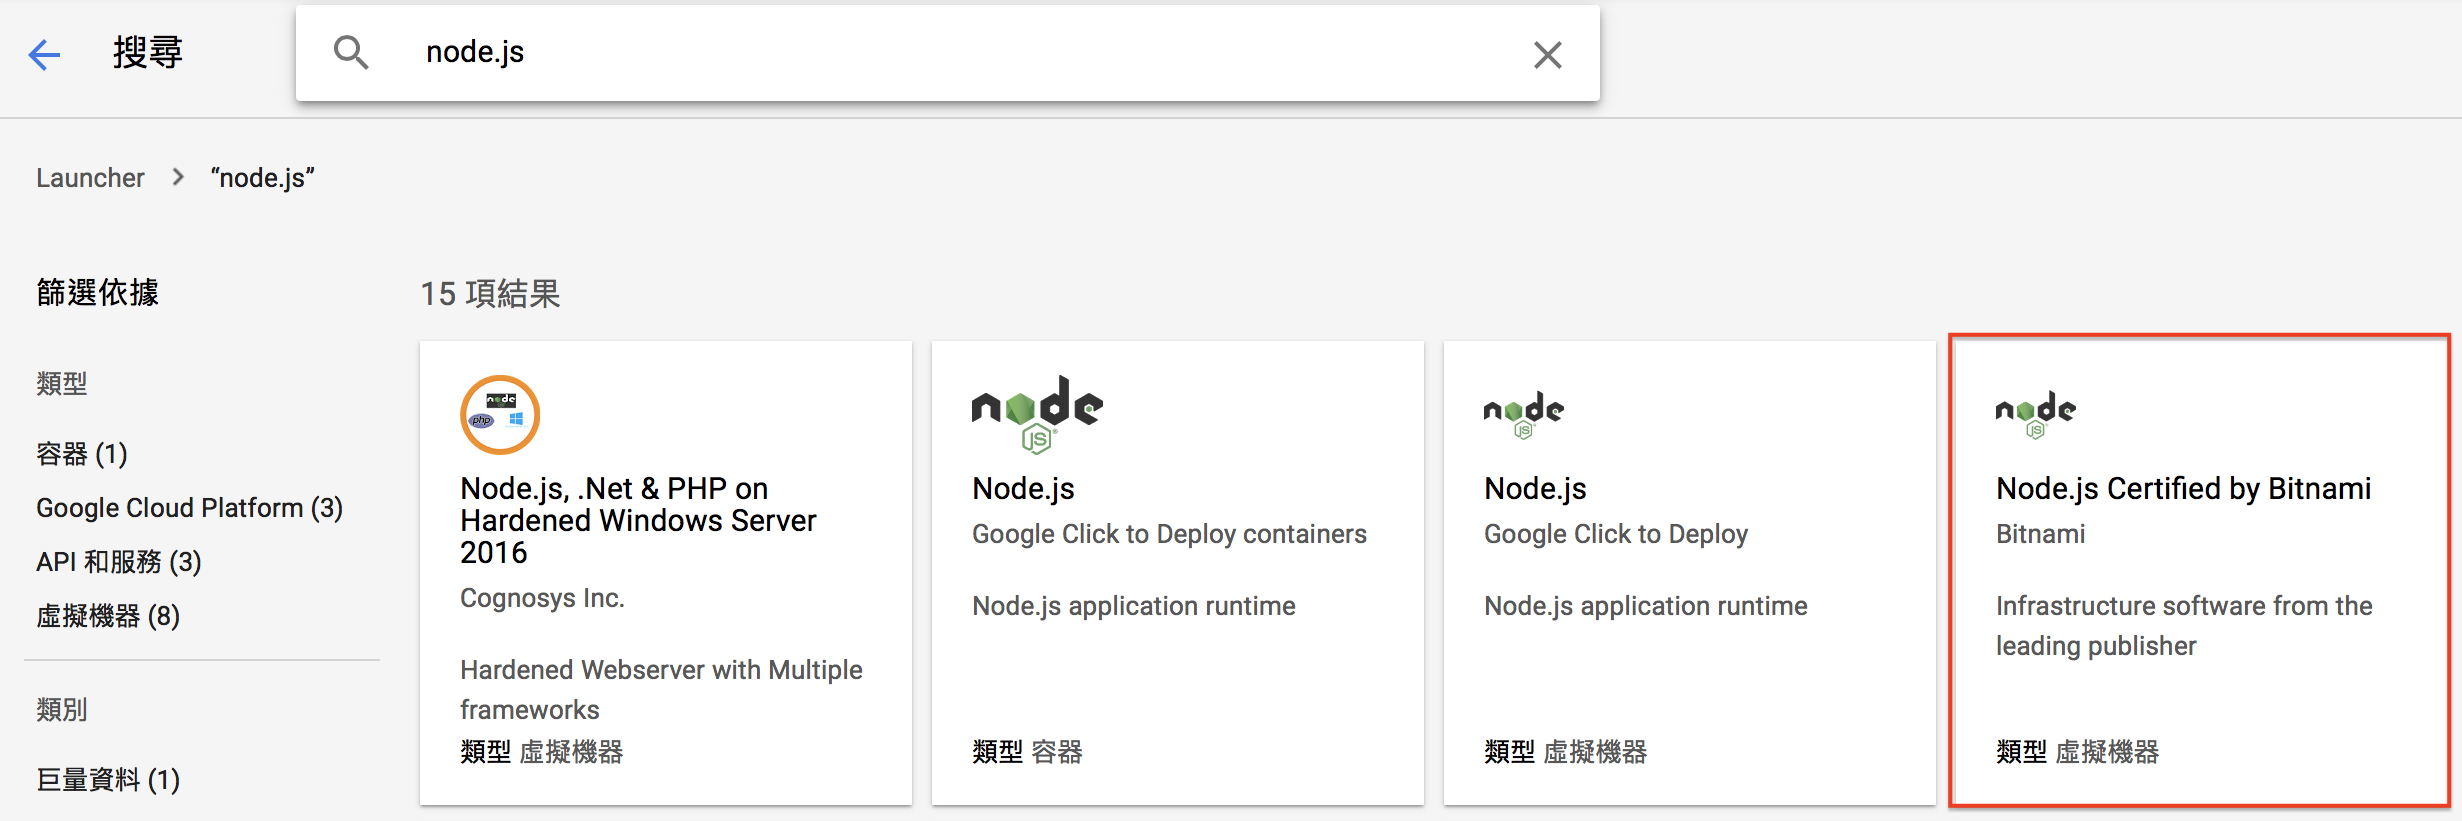 搜尋
node.js
Launcher > “node.js”
篩選依據
類型
容器 (1)
Google Cloud Platform (3)
API 和服務 (3)
虛擬機器 (8)
類別
巨量資料 (1)
15 項結果
node
php
Node.js, .Net & PHP on
Hardened Windows Server
2016
Cognosys Inc.
Hardened Webserver with Multiple
frameworks
類型 虛擬機器
node
JS
Node.js
Google Click to Deploy containers
Node.js application runtime
類型 容器
node
JS
Node.js
Google Click to Deploy
Node.js application runtime
類型 虛擬機器
node
JS
Node.js Certified by Bitnami
Bitnami
Infrastructure software from the
leading publisher
類型 虛擬機器